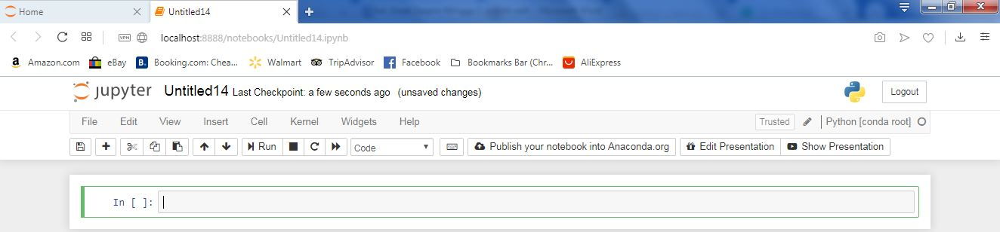 Home
Untitled14
VPN
localhost:8888/notebooks/Untitled14.ipynb
a Amazon.com eBay B. Booking.com: Chea... Walmart TripAdvisor f Facebook Bookmarks Bar (Chr... AliExpress
jupyter Untitled14 Last Checkpoint: a few seconds ago (unsaved changes) Logout
File Edit View Insert Cell Kernel Widgets Help Trusted Python [conda root]
Run Code Publish your notebook into Anaconda.org Edit Presentation Show Presentation
In [ ]: